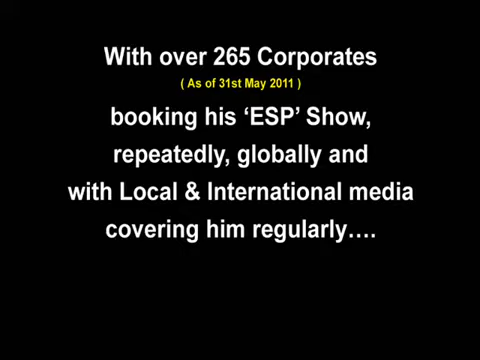 With over 265 Corporates
( As of 31st May 2011 )
booking his ‘ESP’ Show,
repeatedly, globally and
with Local & International media
covering him regularly….